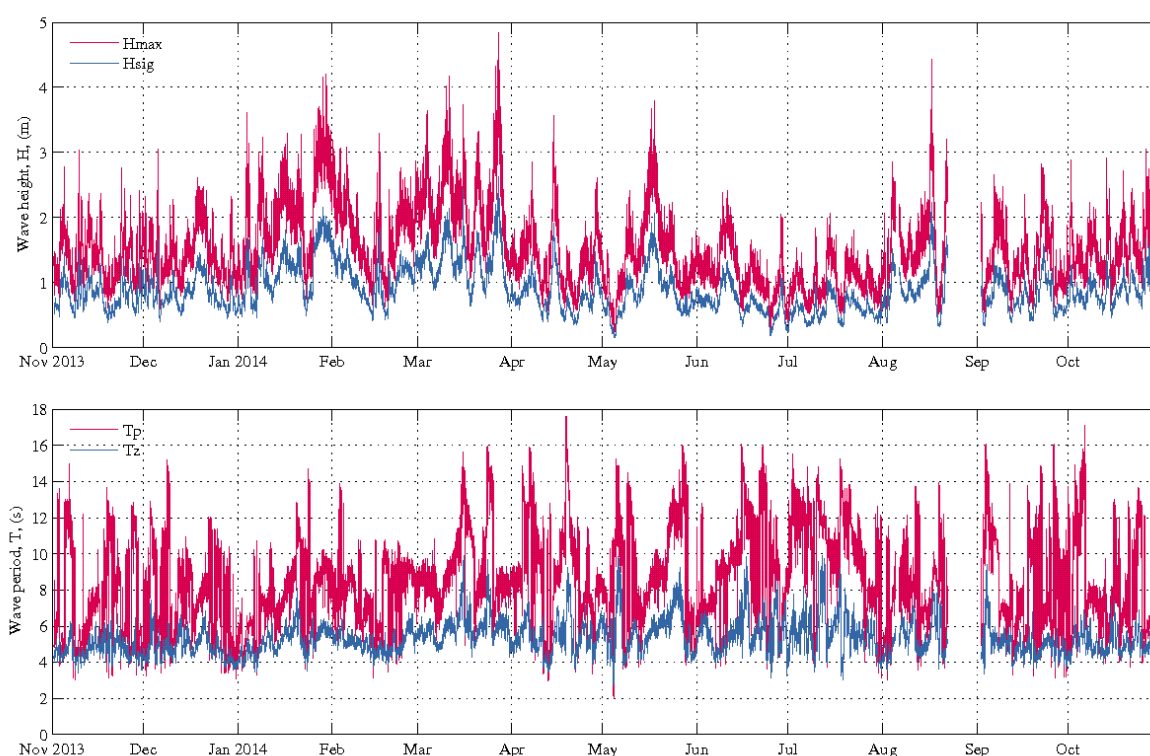 5
Hmax
Hsig
4
3
2
1
0
Wave height, H, (m)
Nov 2013 Dec Jan 2014 Feb Mar Apr May Jun Jul Aug Sep Oct
18
Tp
Tz
16
14
12
10
8
6
4
2
0
Wave period, T, (s)
Nov 2013 Dec Jan 2014 Feb Mar Apr May Jun Jul Aug Sep Oct